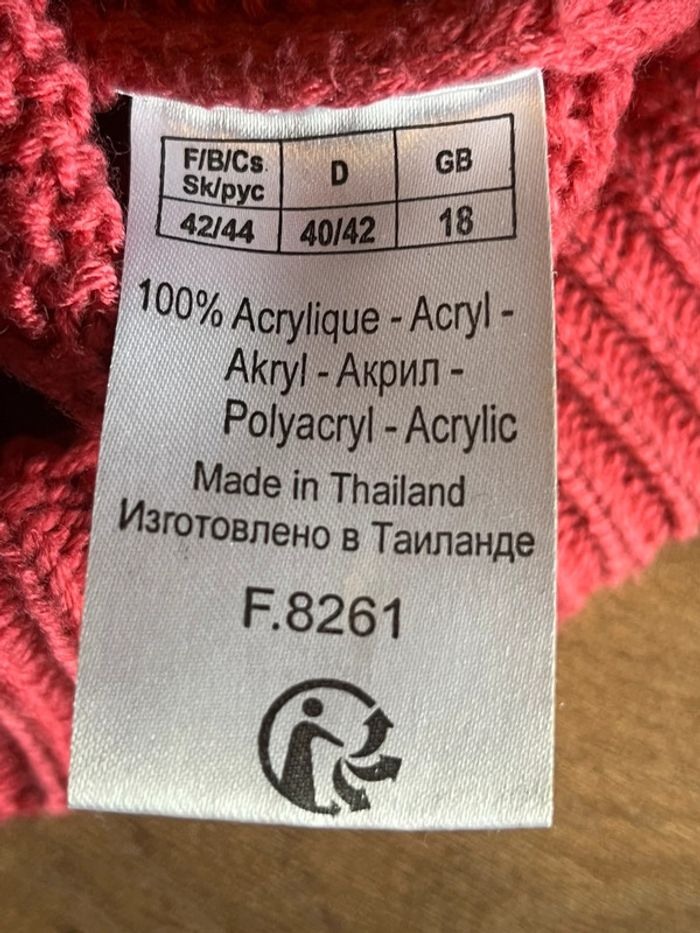 F/B/Cs. D GB
Sk/рус
42/44 40/42 18
100% Acrylique - Acryl -
Akryl - Акрил -
Polyacryl - Acrylic
Made in Thailand
Изготовлено в Таиланде
F.8261